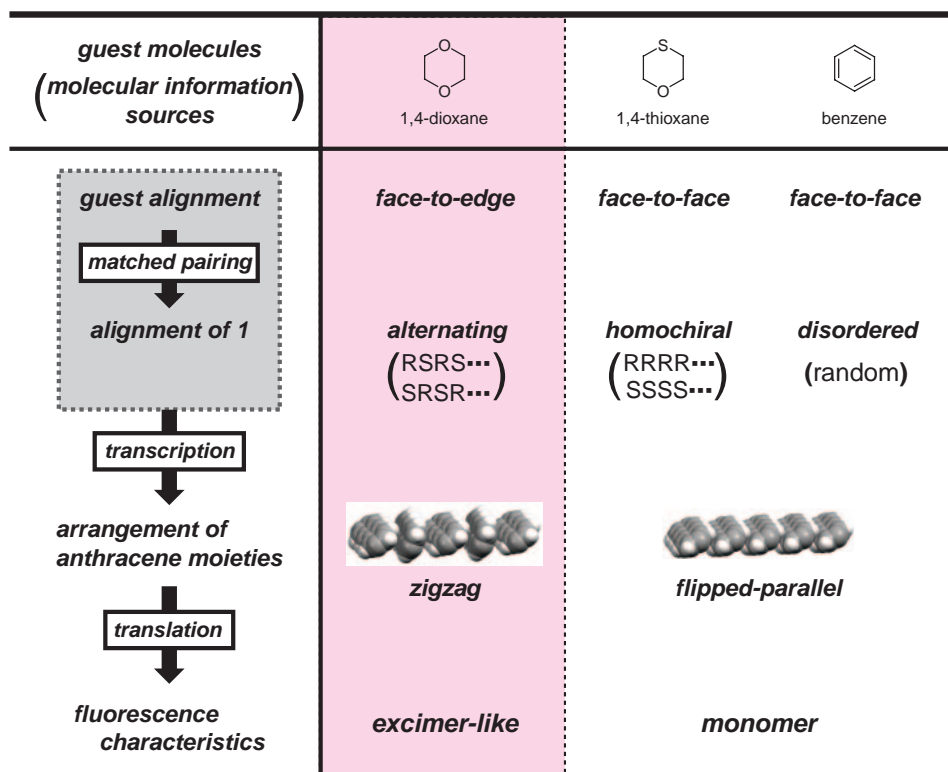 guest molecules
(molecular information
sources)
O
O
1,4-dioxane
S
O
1,4-thioxane
benzene
guest alignment
face-to-edge
face-to-face
face-to-face
matched pairing
alignment of 1
alternating
(RSRS···
SRSR···)
homochiral
(RRRR···
SSSS···)
disordered
(random)
transcription
arrangement of
anthracene moieties
zigzag
flipped-parallel
translation
fluorescence
characteristics
excimer-like
monomer